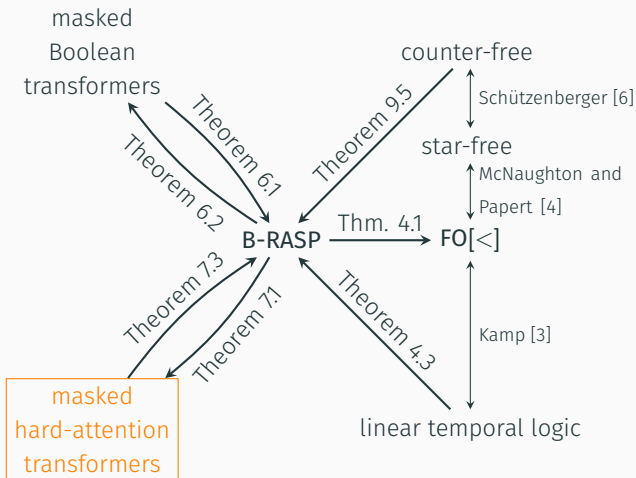 masked
Boolean
transformers
counter-free
Schützenberger [6]
Theorem 9.5
Theorem 6.1
Theorem 6.2
star-free
McNaughton and
Papert [4]
Thm. 4.1
B-RASP
FO[<]
Theorem 7.3
Theorem 7.1
Theorem 4.3
Kamp [3]
masked
hard-attention
transformers
linear temporal logic